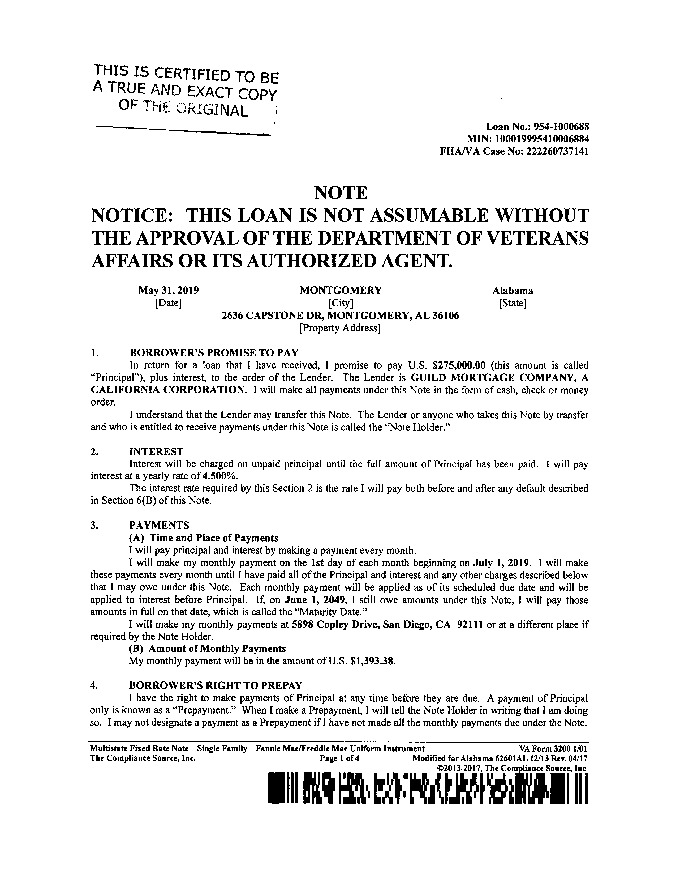 THIS IS CERTIFIED TO BE
A TRUE AND EXACT COPY
OF THE ORIGINAL
Loan No.: 954-1000688
MIN: 100019995410006884
FHA/VA Case No: 222260737141
NOTE
NOTICE: THIS LOAN IS NOT ASSUMABLE WITHOUT
THE APPROVAL OF THE DEPARTMENT OF VETERANS
AFFAIRS OR ITS AUTHORIZED AGENT.
May 31, 2019 MONTGOMERY Alabama
[Date] [City] [State]
2636 CAPSTONE DR, MONTGOMERY, AL 36106
[Property Address]
1. BORROWER'S PROMISE TO PAY
In return for a loan that I have received, I promise to pay U.S. $275,000.00 (this amount is called
“Principal”), plus interest, to the order of the Lender. The Lender is GUILD MORTGAGE COMPANY, A
CALIFORNIA CORPORATION. I will make all payments under this Note in the form of cash, check or money
order.
I understand that the Lender may transfer this Note. The Lender or anyone who takes this Note by transfer
and who is entitled to receive payments under this Note is called the “Note Holder.”
2. INTEREST
Interest will be charged on unpaid principal until the full amount of Principal has been paid. I will pay
interest at a yearly rate of 4.500%.
The interest rate required by this Section 2 is the rate I will pay both before and after any default described
in Section 6(B) of this Note.
3. PAYMENTS
(A) Time and Place of Payments
I will pay principal and interest by making a payment every month.
I will make my monthly payment on the 1st day of each month beginning on July 1, 2019. I will make
these payments every month until I have paid all of the Principal and interest and any other charges described below
that I may owe under this Note. Each monthly payment will be applied as of its scheduled due date and will be
applied to interest before Principal. If, on June 1, 2049, I still owe amounts under this Note, I will pay those
amounts in full on that date, which is called the “Maturity Date.”
I will make my monthly payments at 5898 Copley Drive, San Diego, CA 92111 or at a different place if
required by the Note Holder.
(B) Amount of Monthly Payments
My monthly payment will be in the amount of U.S. $1,393.38.
4. BORROWER'S RIGHT TO PREPAY
I have the right to make payments of Principal at any time before they are due. A payment of Principal
only is known as a “Prepayment.” When I make a Prepayment, I will tell the Note Holder in writing that I am doing
so. I may not designate a payment as a Prepayment if I have not made all the monthly payments due under the Note.
Multistate Fixed Rate Note Single Family Fannie Mae/Freddie Mac Uniform Instrument VA Form 3200 1/01
The Compliance Source, Inc. Page 1 of 4 Modified for Alabama 62601AL 12/13 Rev. 04/17
©2013-2017, The Compliance Source, Inc